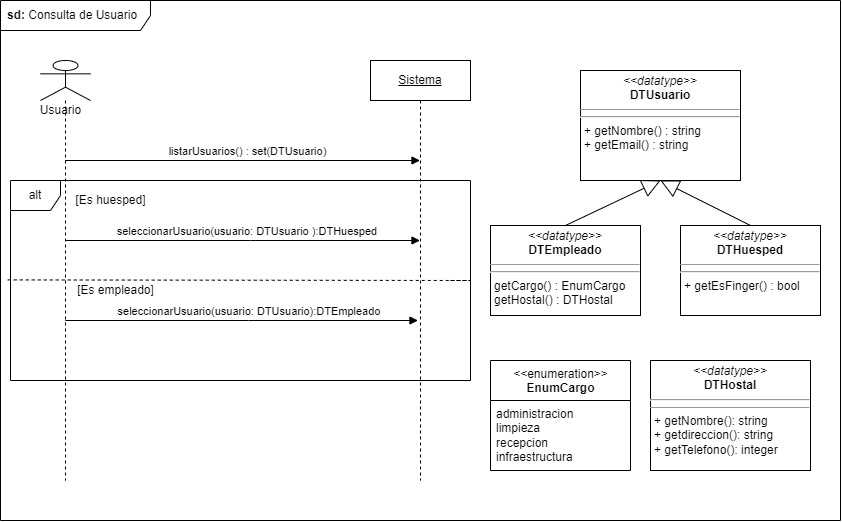 sd: Consulta de Usuario
Usuario
Sistema
listarUsuarios() : set(DTUsuario)
alt
[Es huesped]
seleccionarUsuario(usuario: DTUsuario ):DTHuesped
[Es empleado]
seleccionarUsuario(usuario: DTUsuario):DTEmpleado
<<datatype>>
DTUsuario
+ getNombre() : string
+ getEmail() : string
<<datatype>>
DTEmpleado
getCargo() : EnumCargo
getHostal() : DTHostal
<<datatype>>
DTHuesped
+ getEsFinger() : bool
<<enumeration>>
EnumCargo
administracion
limpieza
recepcion
infraestructura
<<datatype>>
DTHostal
+ getNombre(): string
+ getdireccion(): string
+ getTelefono(): integer